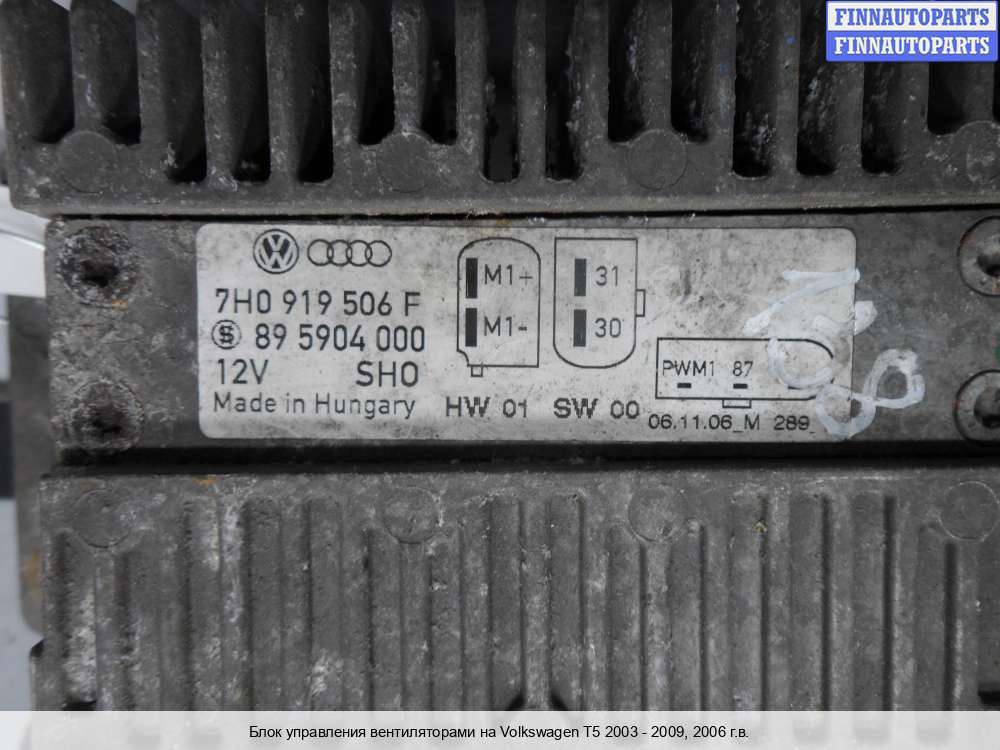 FINNAUTOPARTS
FINNAUTOPARTS
7H0 919 506 F
89 5904 000
12V SHO
Made in Hungary
M1+
M1-
31
30
PWM1 87
HW 01 SW 00
06.11.06_M 289_
Блок управления вентиляторами на Volkswagen T5 2003 - 2009, 2006 г.в.